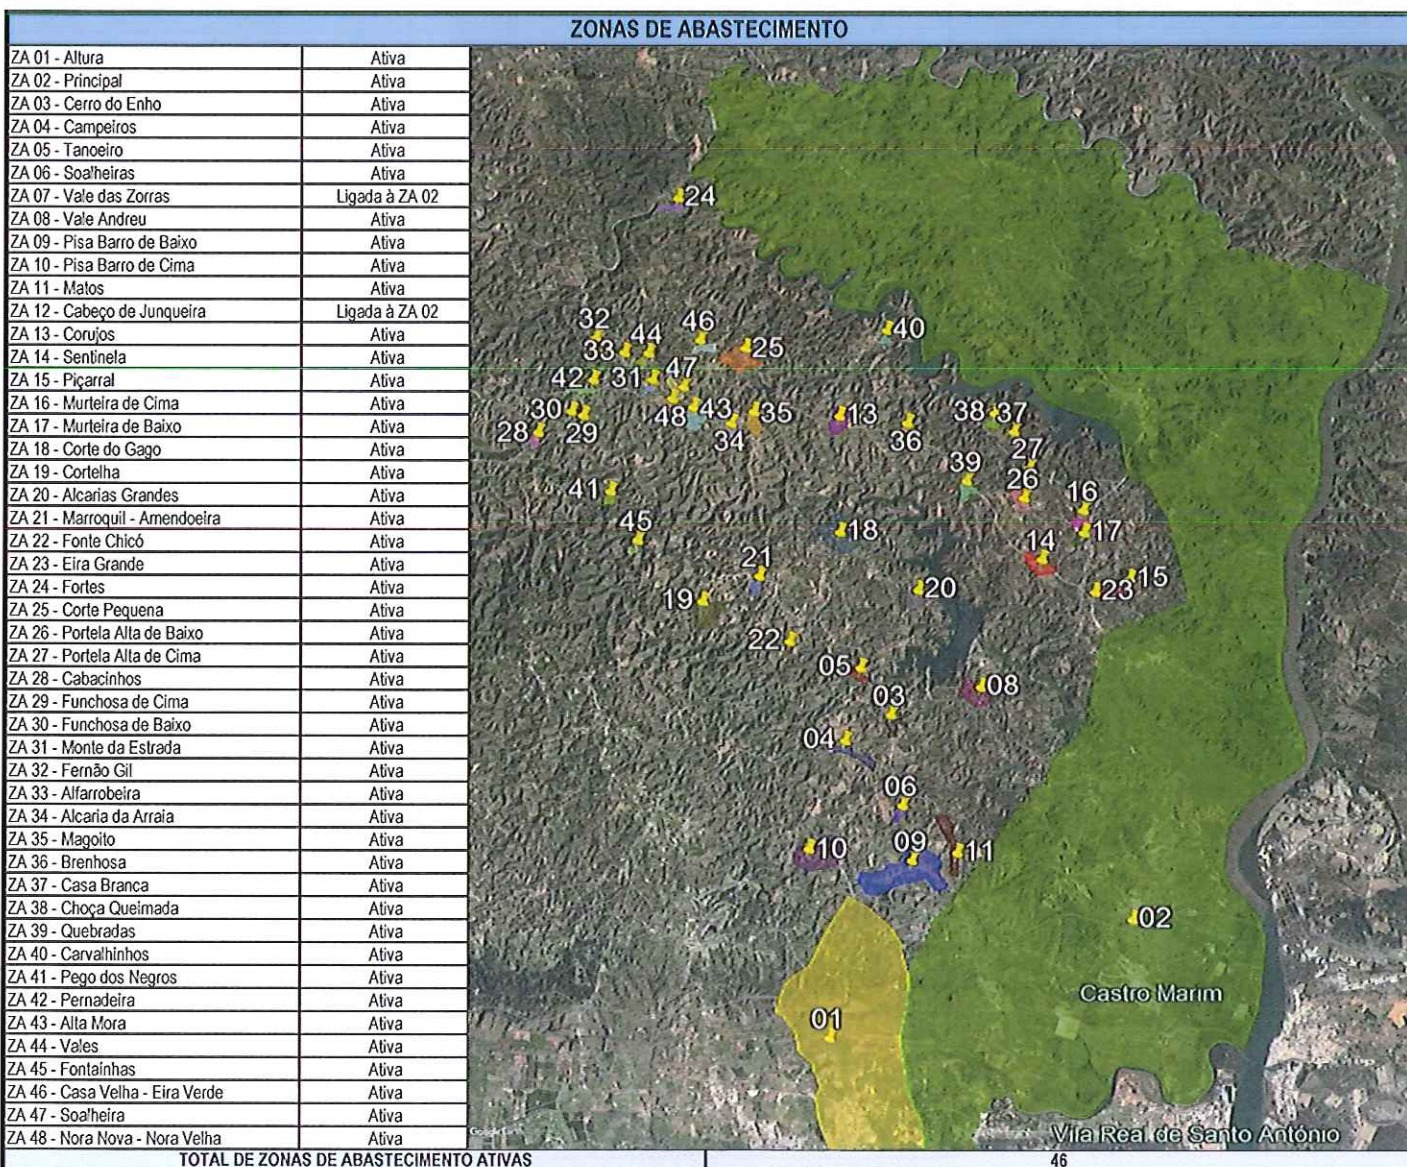 ZONAS DE ABASTECIMENTO
ZA 01 - Altura Ativa
ZA 02 - Principal Ativa
ZA 03 - Cerro do Enho Ativa
ZA 04 - Campeiros Ativa
ZA 05 - Tanoeiro Ativa
ZA 06 - Soalheiras Ativa
ZA 07 - Vale das Zorras Ligada à ZA 02
ZA 08 - Vale Andreu Ativa
ZA 09 - Pisa Barro de Baixo Ativa
ZA 10 - Pisa Barro de Cima Ativa
ZA 11 - Matos Ativa
ZA 12 - Cabeço de Junqueira Ligada à ZA 02
ZA 13 - Corujos Ativa
ZA 14 - Sentinela Ativa
ZA 15 - Piçarral Ativa
ZA 16 - Murteira de Cima Ativa
ZA 17 - Murteira de Baixo Ativa
ZA 18 - Corte do Gago Ativa
ZA 19 - Cortelha Ativa
ZA 20 - Alcarias Grandes Ativa
ZA 21 - Marroquil - Amendoeira Ativa
ZA 22 - Fonte Chicó Ativa
ZA 23 - Eira Grande Ativa
ZA 24 - Fortes Ativa
ZA 25 - Corte Pequena Ativa
ZA 26 - Portela Alta de Baixo Ativa
ZA 27 - Portela Alta de Cima Ativa
ZA 28 - Cabacinhos Ativa
ZA 29 - Funchosa de Cima Ativa
ZA 30 - Funchosa de Baixo Ativa
ZA 31 - Monte da Estrada Ativa
ZA 32 - Fernão Gil Ativa
ZA 33 - Alfarrobeira Ativa
ZA 34 - Alcaria da Arraia Ativa
ZA 35 - Magoito Ativa
ZA 36 - Brenhosa Ativa
ZA 37 - Casa Branca Ativa
ZA 38 - Choça Queimada Ativa
ZA 39 - Quebradas Ativa
ZA 40 - Carvalhinhos Ativa
ZA 41 - Pego dos Negros Ativa
ZA 42 - Pernadeira Ativa
ZA 43 - Alta Mora Ativa
ZA 44 - Vales Ativa
ZA 45 - Fontaínhas Ativa
ZA 46 - Casa Velha - Eira Verde Ativa
ZA 47 - Soalheira Ativa
ZA 48 - Nora Nova - Nora Velha Ativa
24
32 44 46 40
33 25
42 31 47
30 29 48 43 35 13 38 37
28 34 36
27
39 26
41 16
45 18 17
14
21 15
19 20 23
22
05
08
03
04
06
10 09 11
02
Castro Marim
01
Google Earth
Vila Real de Santo António
TOTAL DE ZONAS DE ABASTECIMENTO ATIVAS 46